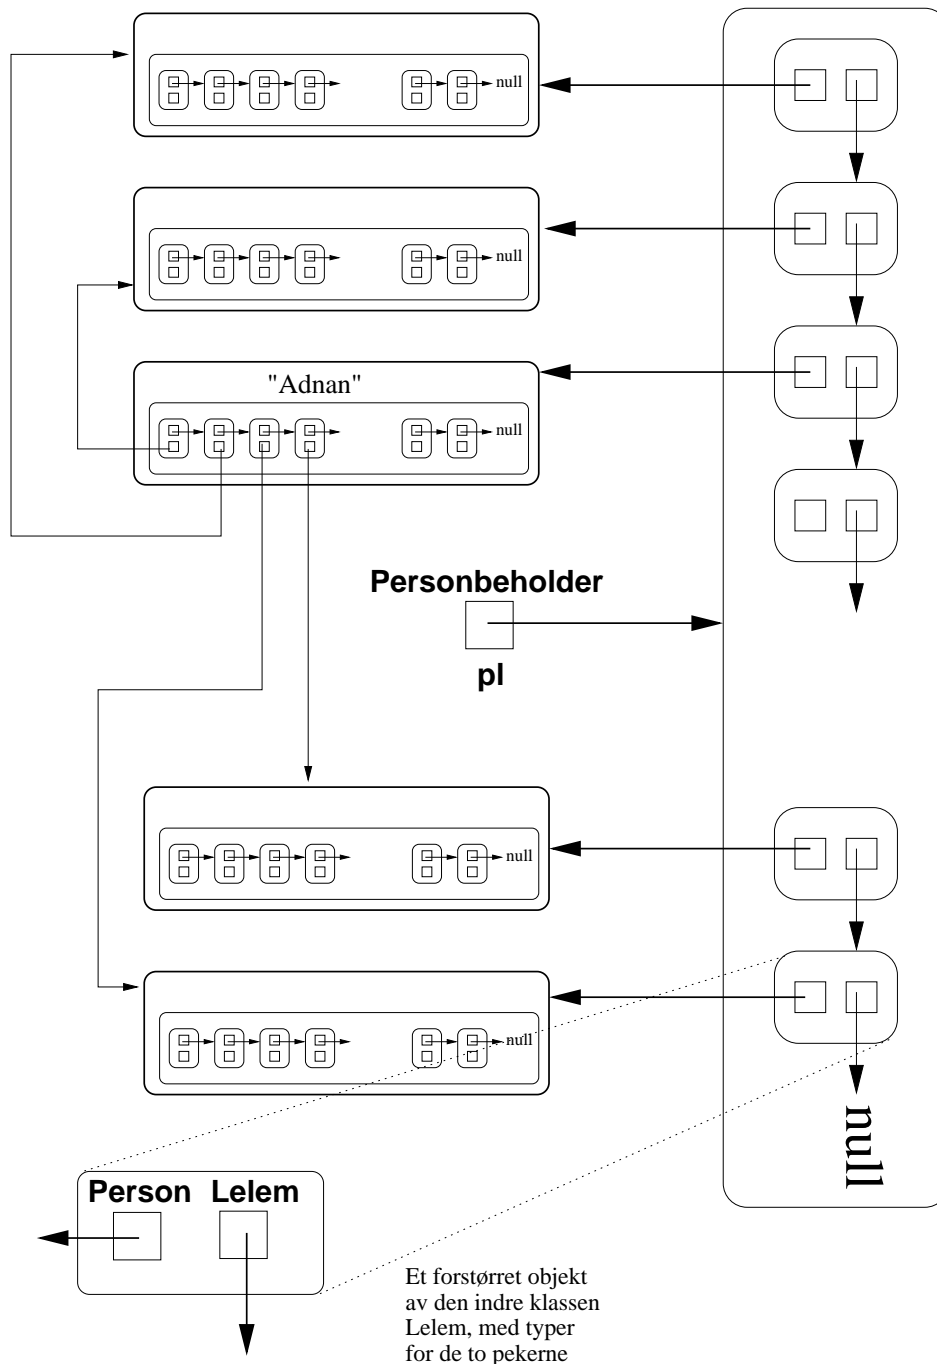 null
null
"Adnan"
null
Personbeholder
pl
null
null
null
Person Lelem
Et forstørret objekt
av den indre klassen
Lelem, med typer
for de to pekerne